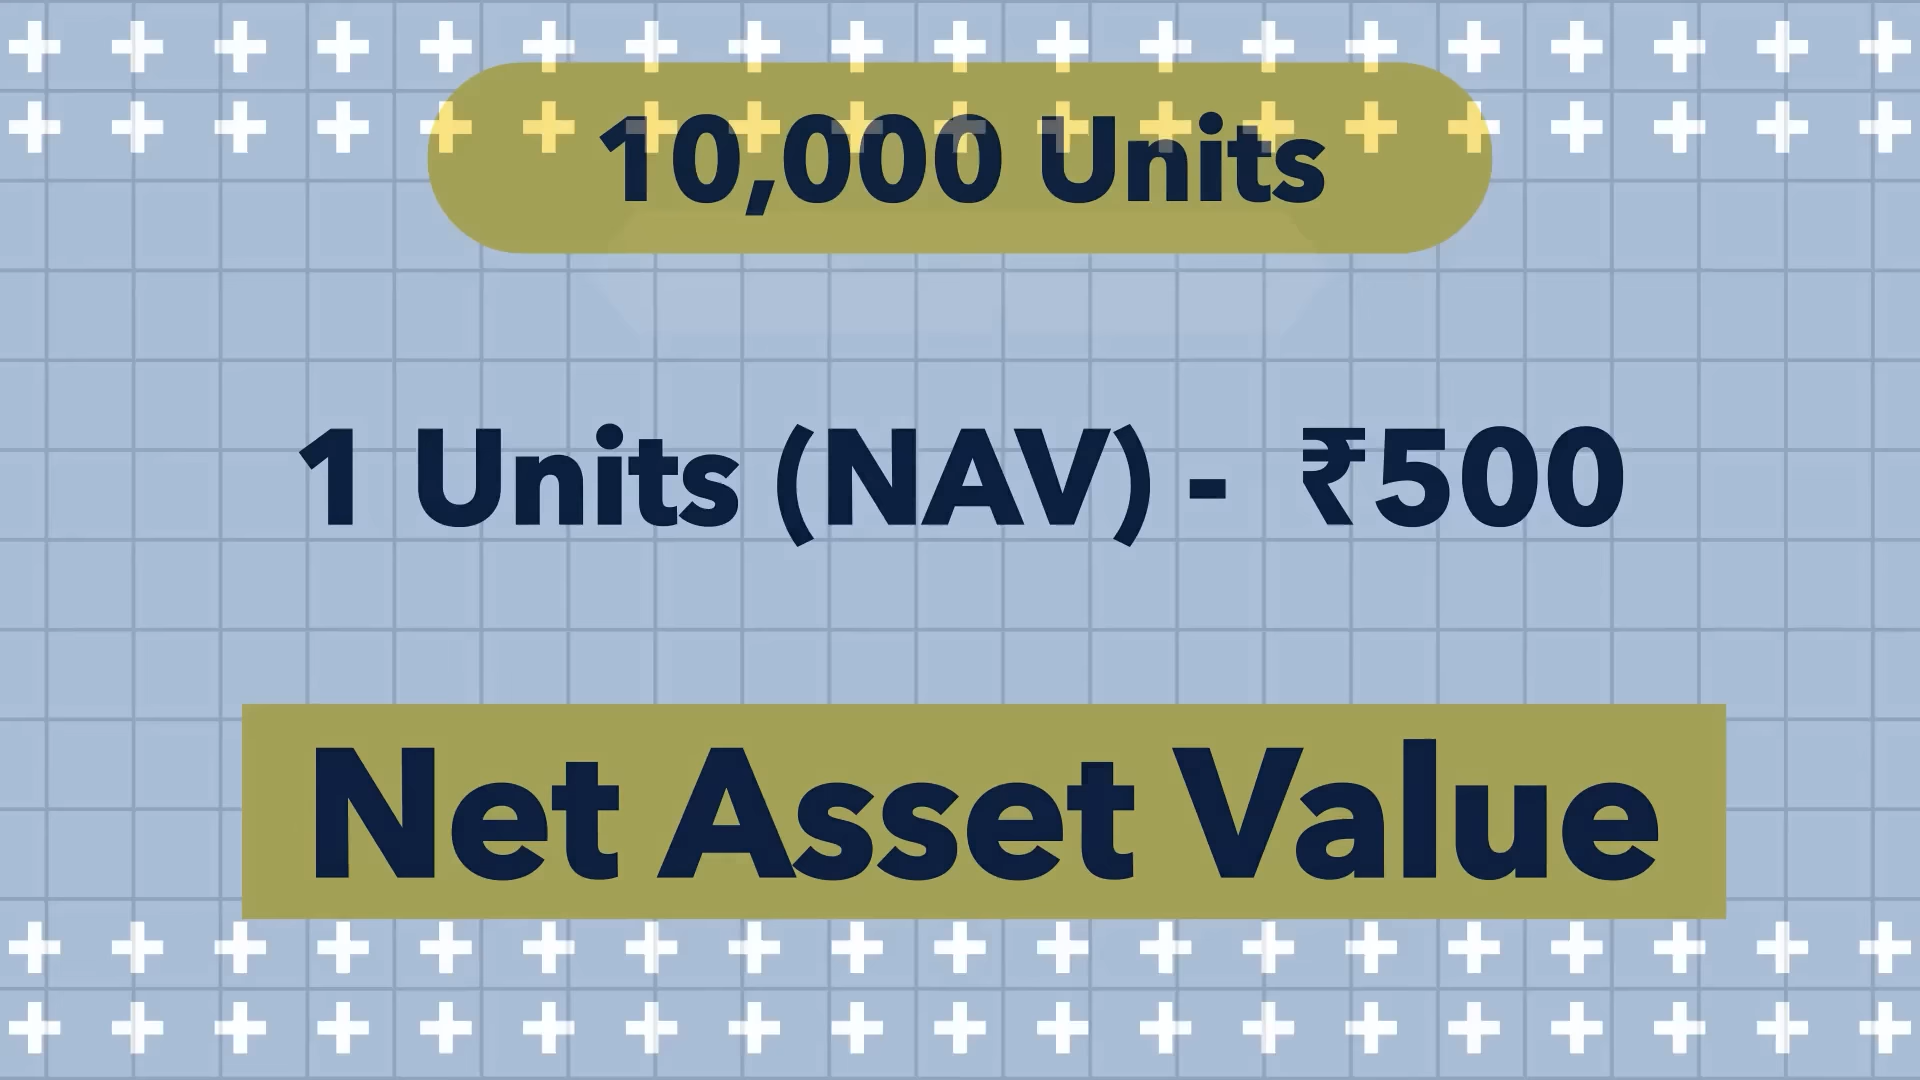 10,000 Units
1 Units (NAV) - ₹500
Net Asset Value